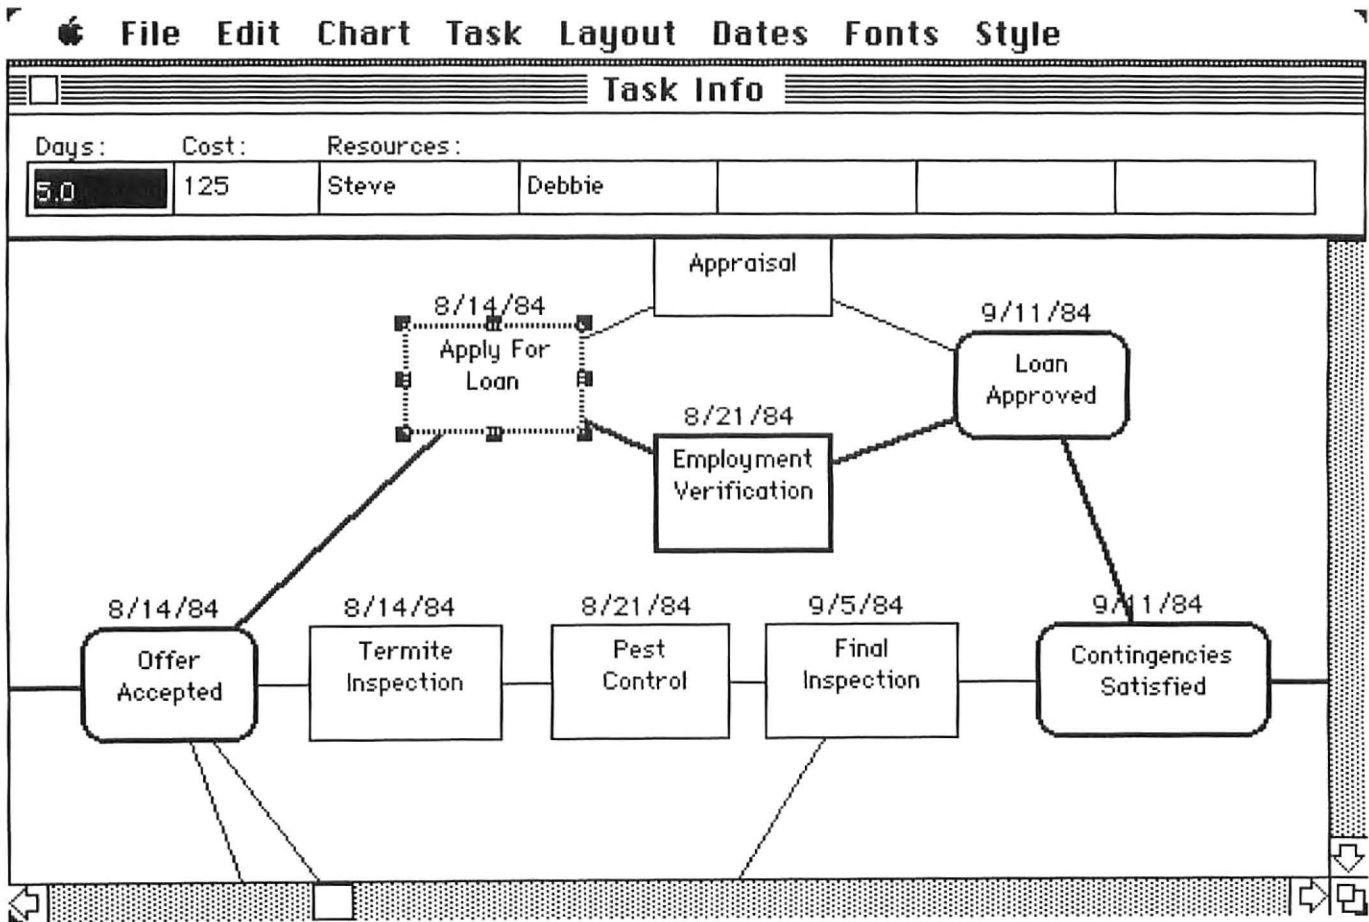 File Edit Chart Task Layout Dates Fonts Style
Task Info
Days: Cost: Resources:
5.0 125 Steve Debbie
Appraisal
8/14/84
Apply For
Loan
9/11/84
Loan
Approved
8/21/84
Employment
Verification
8/14/84
Offer
Accepted
8/14/84
Termite
Inspection
8/21/84
Pest
Control
9/5/84
Final
Inspection
9/11/84
Contingencies
Satisfied